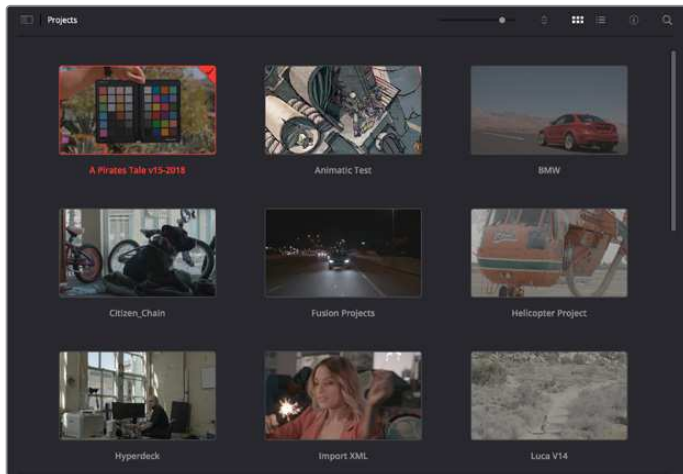 Projects
A Pirates Tale v15-2018
Animatic Test
BMW
Citizen_Chain
Fusion Projects
Helicopter Project
Hyperdeck
Import XML
Luca V14